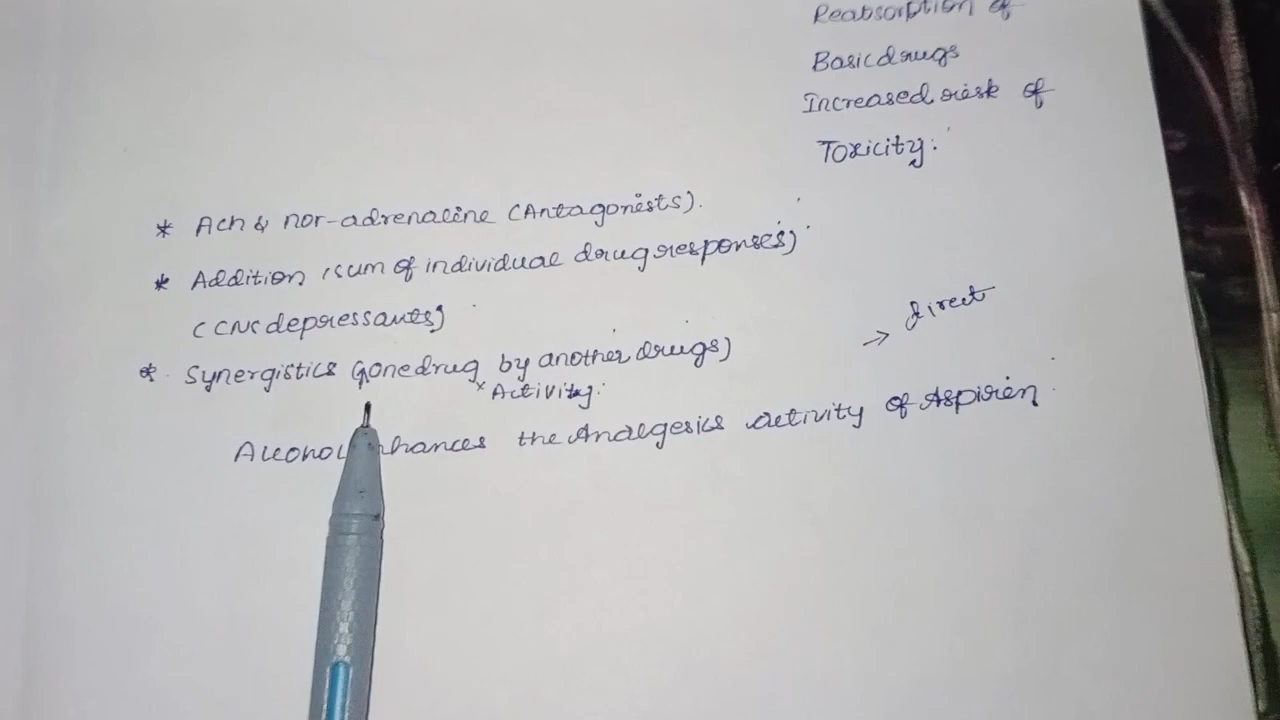 Reabsorption of
Basic drugs
Increased risk of
Toxicity:
* Ach & nor-adrenaline (Antagonists).
* Addition (sum of individual drug responses)
(CNS depressants)
* Synergistics (↑ one drug by another drugs)
× Activity:
→ direct
Alcohol enhances the Analgesics activity of Aspirin.